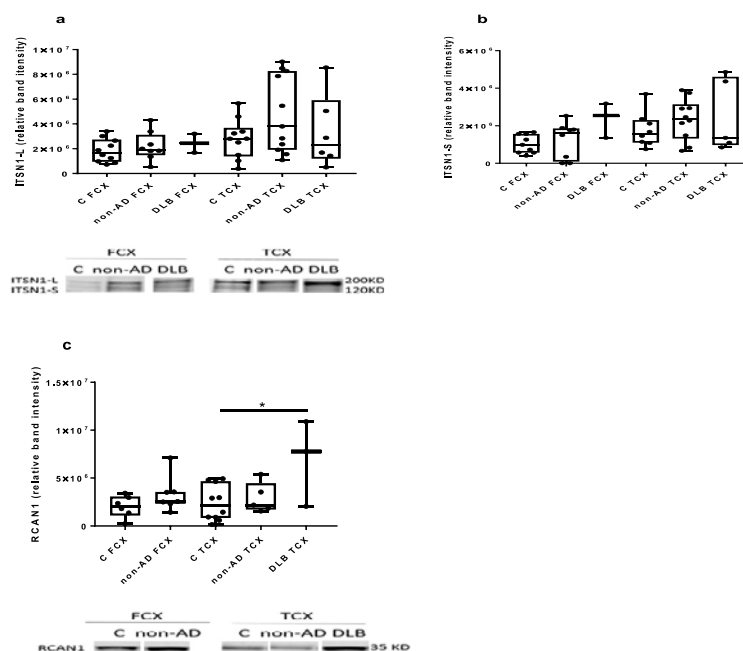 a
ITSN1-L (relative band itensity)
1×10⁷
8×10⁶
6×10⁶
4×10⁶
2×10⁶
0
C FCX
non-AD FCX
DLB FCX
C TCX
non-AD TCX
DLB TCX
FCX TCX
C non-AD DLB C non-AD DLB
ITSN1-L 200KD
ITSN1-S 120KD
b
ITSN1-S (relative band intensity)
6×10⁶
4×10⁶
2×10⁶
0
C FCX
non-AD FCX
DLB FCX
C TCX
non-AD TCX
DLB TCX
c
RCAN1 (relative band intensity)
1.5×10⁷
1×10⁷
5×10⁶
0
*
C FCX
non-AD FCX
C TCX
non-AD TCX
DLB TCX
FCX TCX
C non-AD C non-AD DLB
RCAN1 35 KD